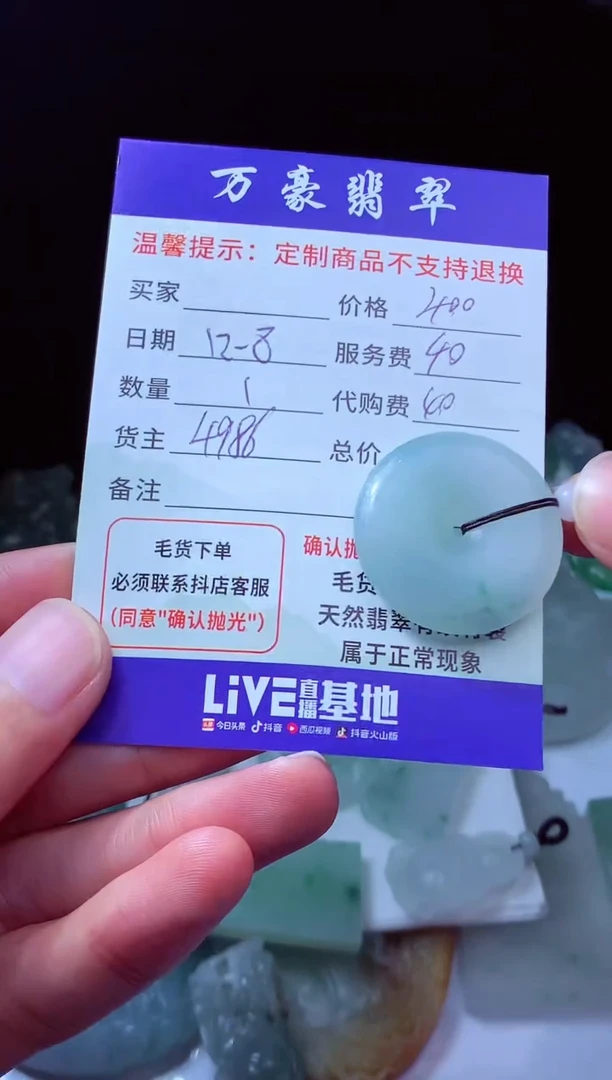 万豪翡翠
温馨提示：定制商品不支持退换
买家 价格 400
日期 12-8 服务费 40
数量 1 代购费 40
货主 4986 总价
备注
毛货下单
必须联系抖店客服
(同意"确认抛光")
确认抛
毛货
天然翡翠有
属于正常现象
LiVE直播基地
今日头条 抖音 西瓜视频 抖音火山版